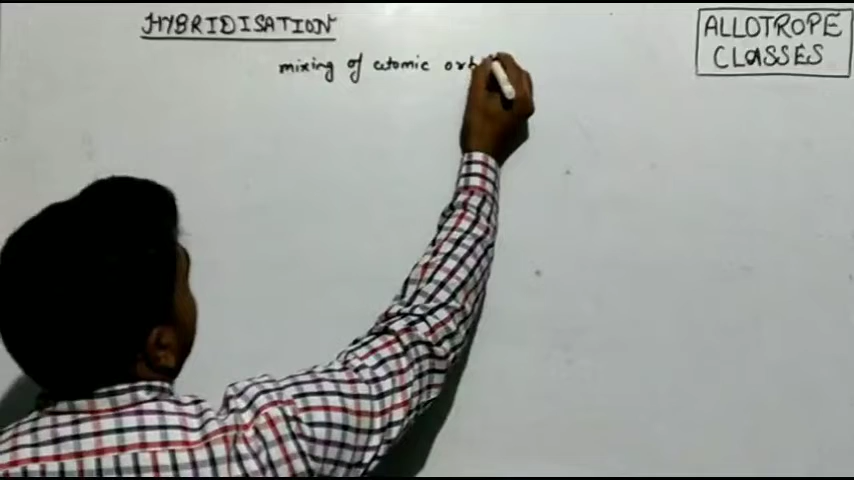 HYBRIDISATION
ALLOTROPE
CLASSES
mixing of atomic orb